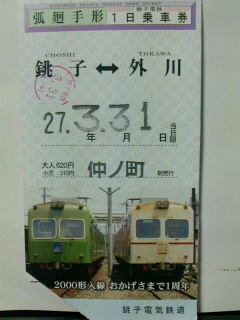 弧廻手形 1日乗車券 銚子電鉄
CHOSHI TOKAWA
銚子↔外川
27.3.31 当日限
年 月 日
大人620円
小児 310円
仲ノ町 駅発行
2000形入線 おかげさまで1周年
銚子電気鉄道